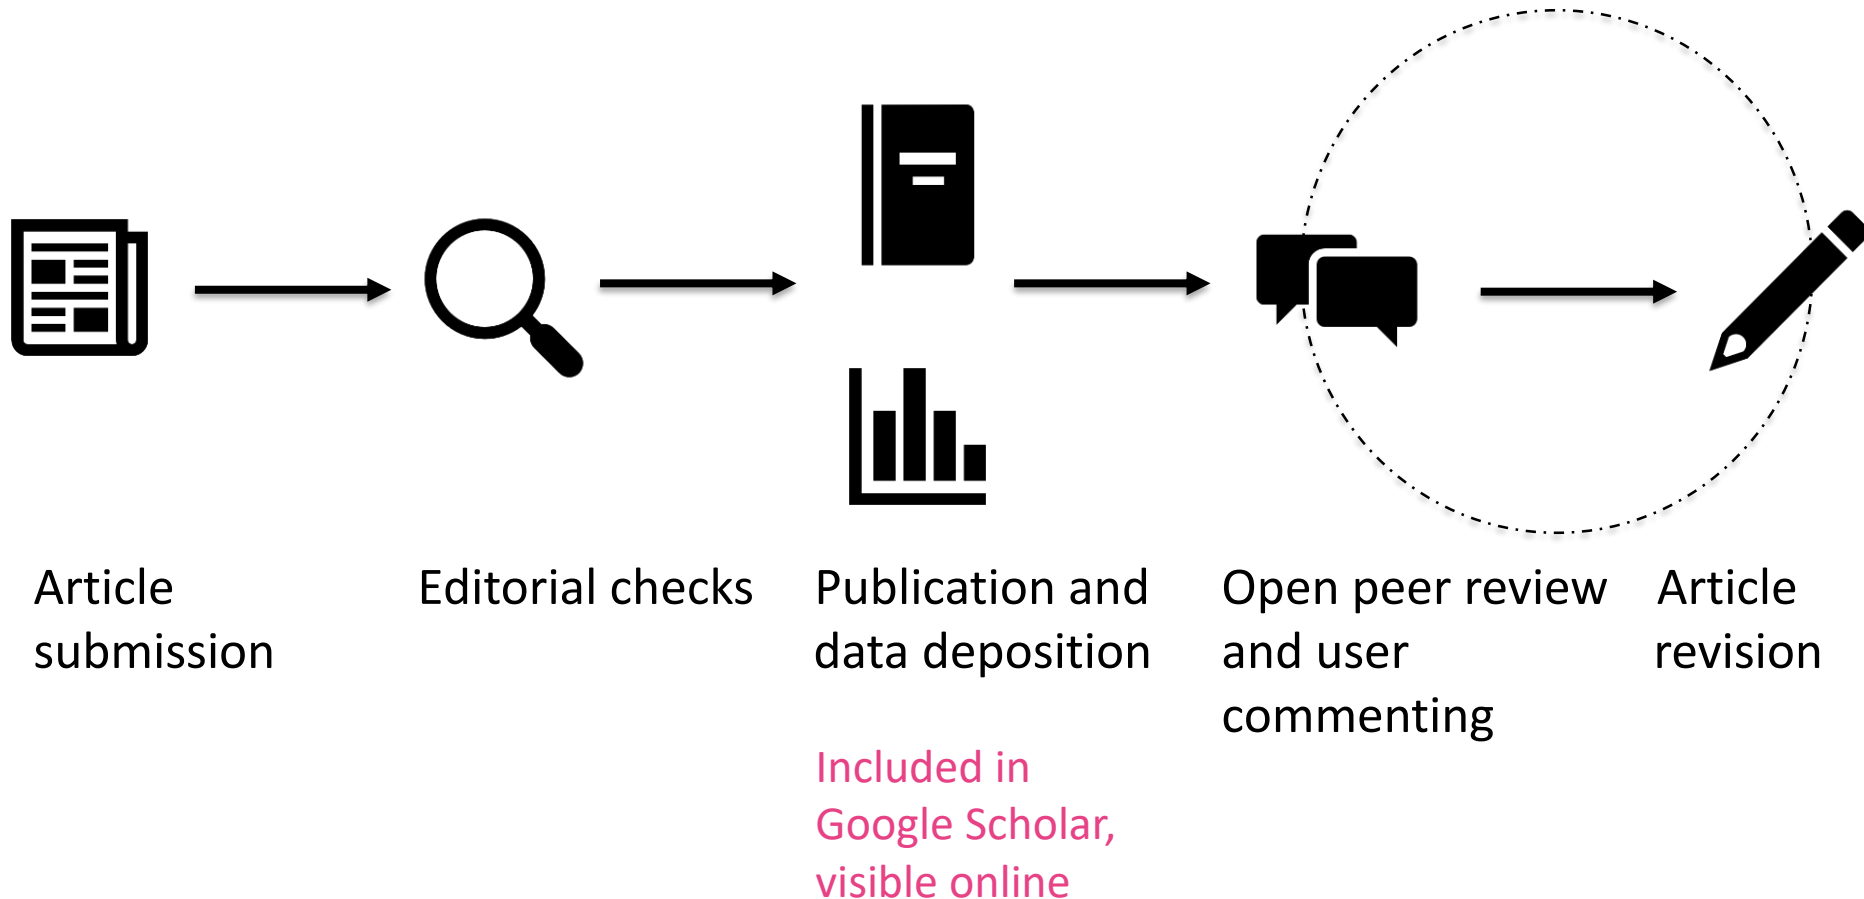 Article
submission
Editorial checks
Publication and
data deposition
Included in
Google Scholar,
visible online
Open peer review
and user
commenting
Article
revision